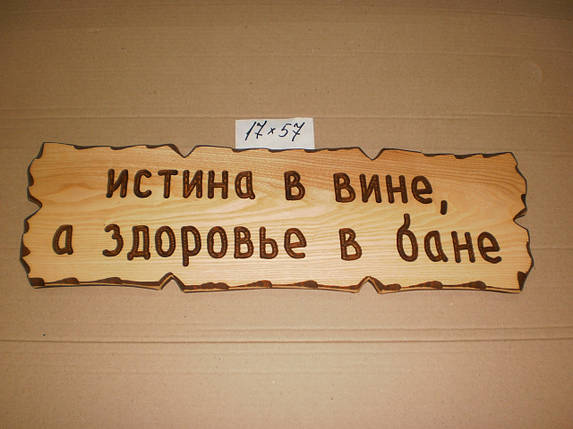 17×57
истина в вине,
а здоровье в бане